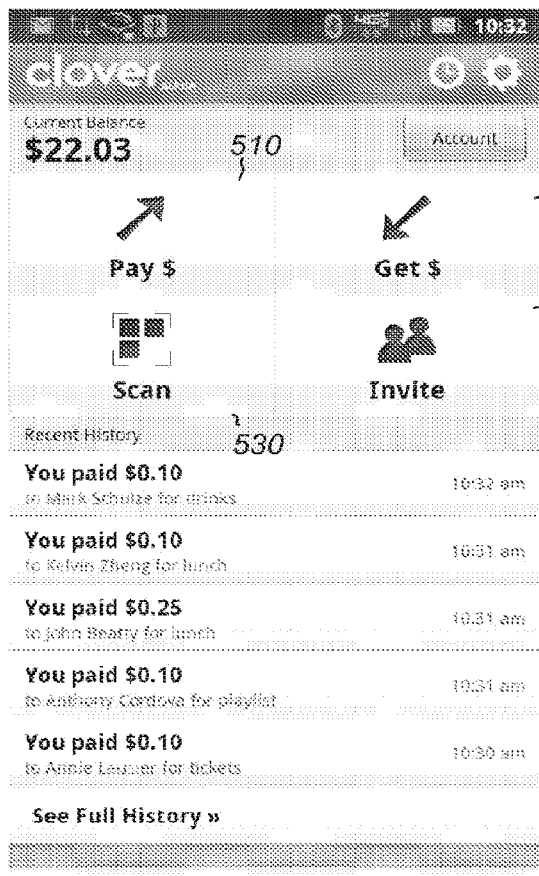 10:32
clover
Current Balance
$22.03
510
Account
Pay $
Get $
Scan
Invite
Recent History
530
You paid $0.10
10:32 am
to Mark Schulze for drinks
You paid $0.10
10:31 am
to Kelvin Zheng for lunch
You paid $0.25
10:31 am
to John Beatty for lunch
You paid $0.10
10:31 am
to Anthony Cordova for playlist
You paid $0.10
10:30 am
to Annie for tickets
See Full History »